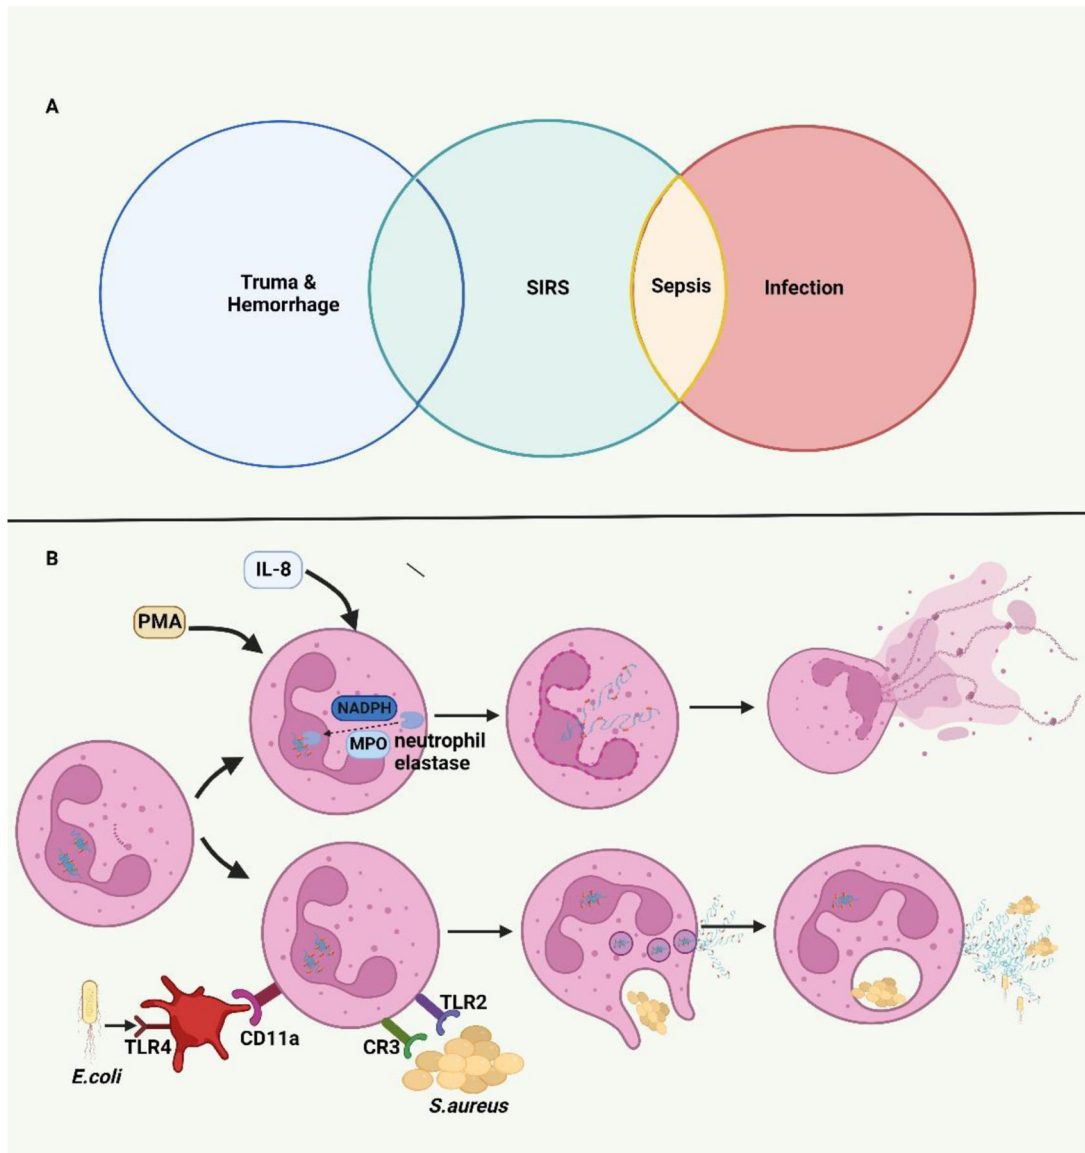 A
Truma &
Hemorrhage
SIRS
Sepsis
Infection
B
IL-8
PMA
NADPH
MPO
neutrophil
elastase
TLR2
CD11a
CR3
TLR4
E.coli
S.aureus